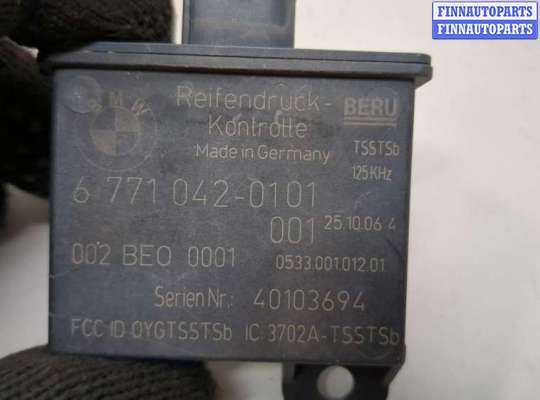 FINNAUTOPARTS
FINNAUTOPARTS
BMW
Reifendruck-
Kontrolle
BERU
Made in Germany
TSSTSb
125KHz
6 771 042-0101
001 25.10.06 4
002 BE0 0001 0533.001.012.01
Serien Nr.: 40103694
FCC ID OYGTSSTSb IC: 3702A-TSSTSb